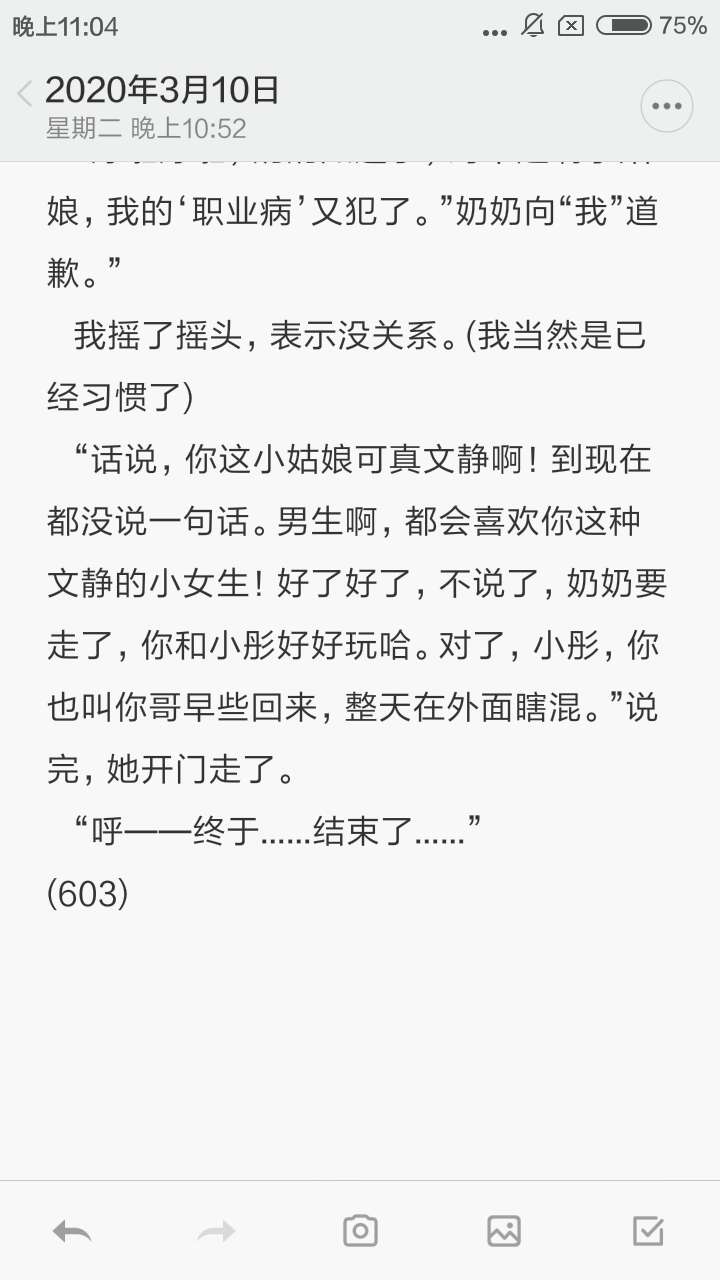 晚上11:04
75%
2020年3月10日
星期二 晚上10:52
娘，我的‘职业病’又犯了。”奶奶向“我”道
歉。”
我摇了摇头，表示没关系。(我当然是已
经习惯了)
“话说，你这小姑娘可真文静啊！到现在
都没说一句话。男生啊，都会喜欢你这种
文静的小女生！好了好了，不说了，奶奶要
走了，你和小彤好好玩哈。对了，小彤，你
也叫你哥早些回来，整天在外面瞎混。”说
完，她开门走了。
“呼——终于……结束了……”
(603)